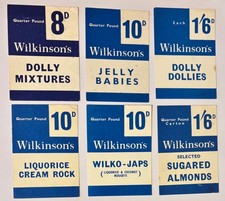 Quarter Pound 8D
Wilkinson's
DOLLY
MIXTURES
Quarter Pound 10D
Wilkinson's
JELLY
BABIES
Each 1'6D
Wilkinson's
DOLLY
DOLLIES
Quarter Pound 10D
Wilkinson's
LIQUORICE
CREAM ROCK
Quarter Pound 10D
Wilkinson's
WILKO-JAPS
(LIQUORICE & COCONUT
NUGGETS)
Quarter Pound
Carton 1'6D
Wilkinson's
SELECTED
SUGARED
ALMONDS